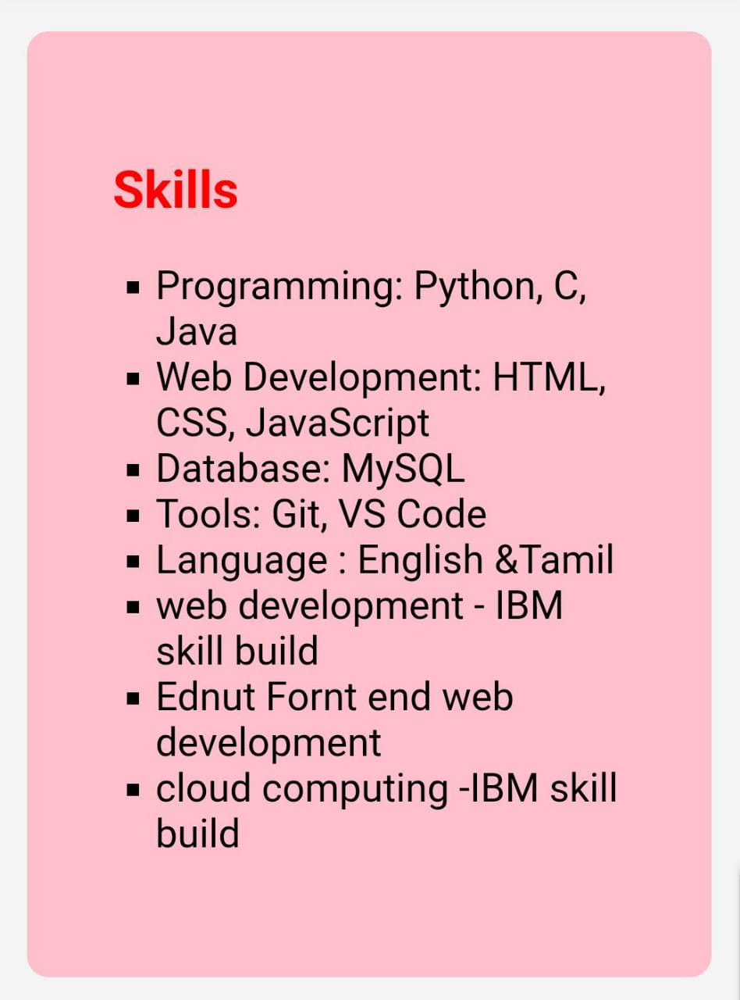 Skills
Programming: Python, C,
Java
Web Development: HTML,
CSS, JavaScript
Database: MySQL
Tools: Git, VS Code
Language : English &Tamil
web development - IBM
skill build
Ednut Fornt end web
development
cloud computing -IBM skill
build